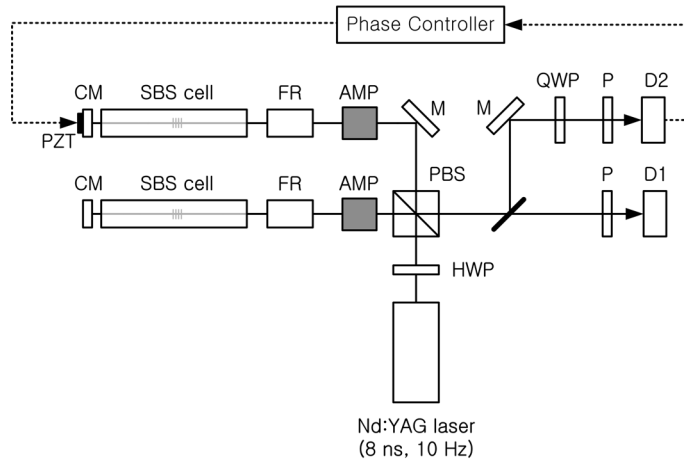 Phase Controller
CM
SBS cell
FR
AMP
M
M
QWP
P
D2
PZT
CM
SBS cell
FR
AMP
PBS
P
D1
HWP
Nd:YAG laser
(8 ns, 10 Hz)